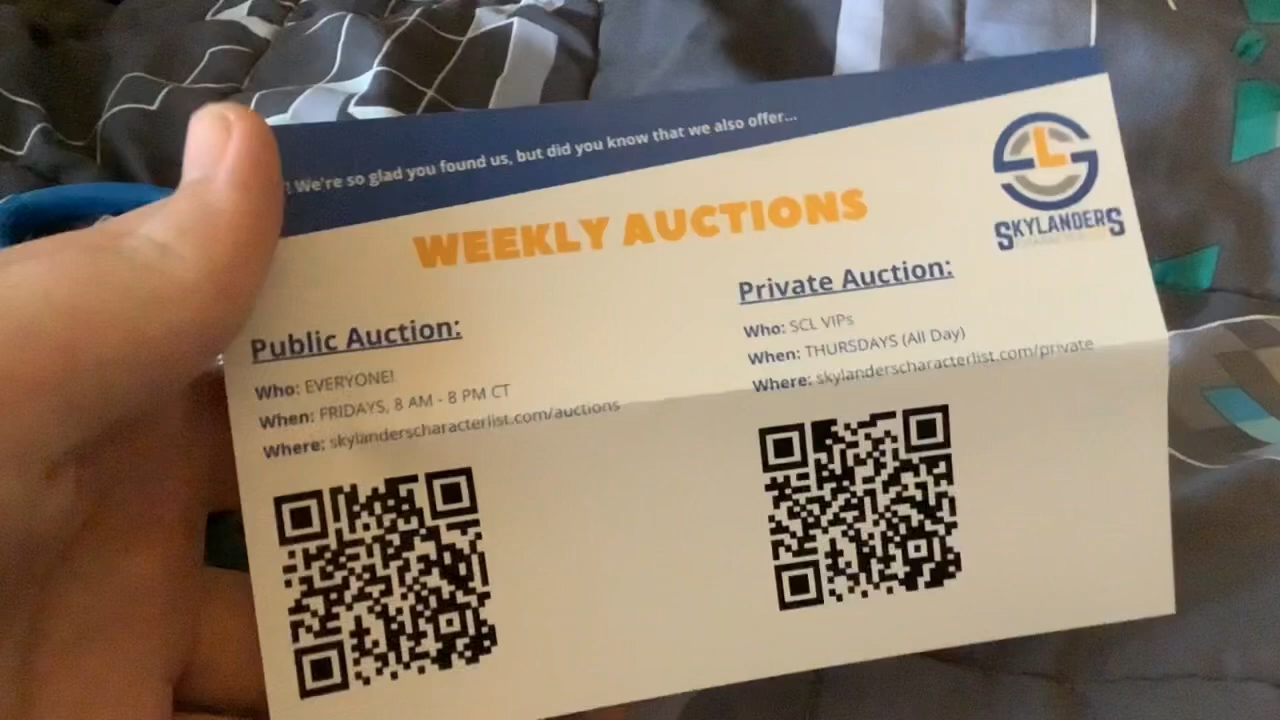 ! We're so glad you found us, but did you know that we also offer...
WEEKLY AUCTIONS
SL
SKYLANDERS
Public Auction:
Who: EVERYONE!
When: FRIDAYS, 8 AM - 8 PM CT
Where: skylanderscharacterlist.com/auctions
Private Auction:
Who: SCL VIPs
When: THURSDAYS (All Day)
Where: skylanderscharacterlist.com/private